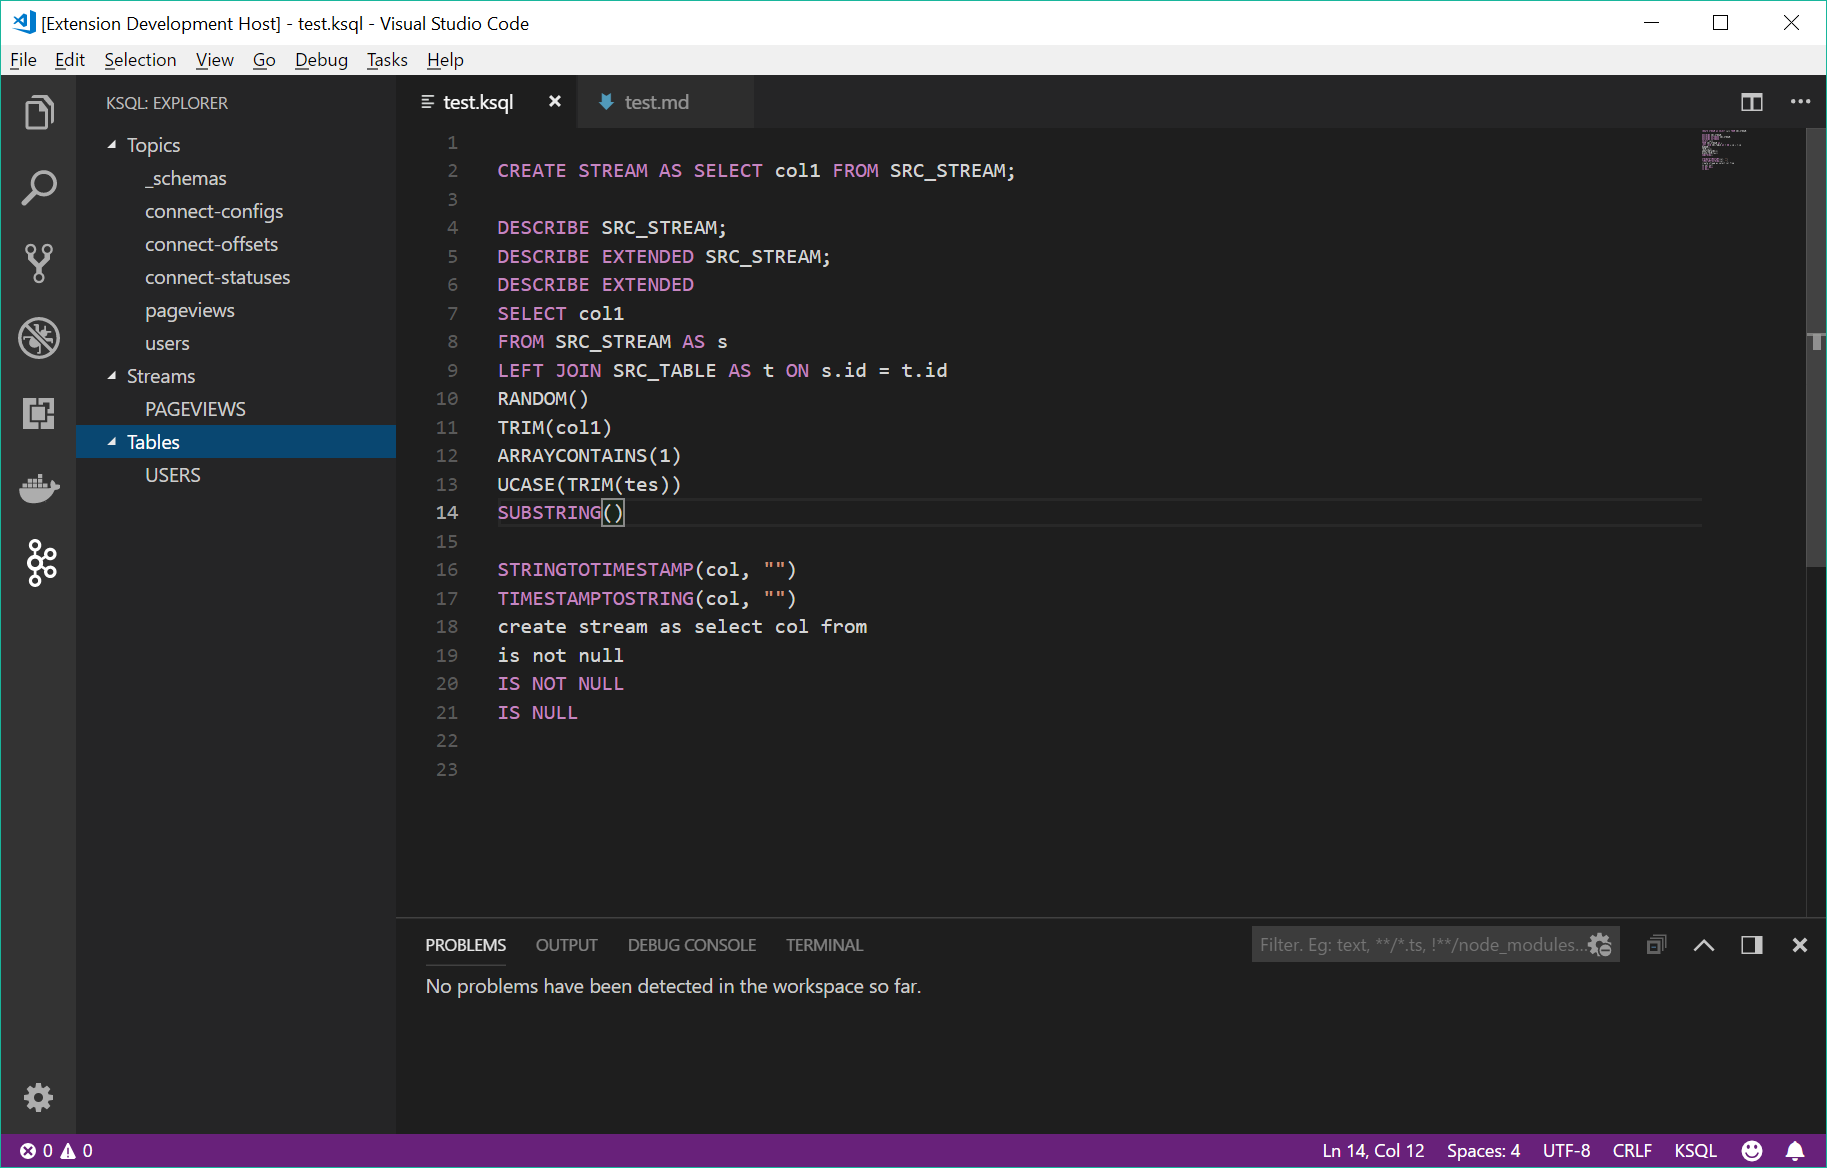 [Extension Development Host] - test.ksql - Visual Studio Code
File Edit Selection View Go Debug Tasks Help
KSQL: EXPLORER
Topics
_schemas
connect-configs
connect-offsets
connect-statuses
pageviews
users
Streams
PAGEVIEWS
Tables
USERS
test.ksql test.md
1
2 CREATE STREAM AS SELECT col1 FROM SRC_STREAM;
3
4 DESCRIBE SRC_STREAM;
5 DESCRIBE EXTENDED SRC_STREAM;
6 DESCRIBE EXTENDED
7 SELECT col1
8 FROM SRC_STREAM AS s
9 LEFT JOIN SRC_TABLE AS t ON s.id = t.id
10 RANDOM()
11 TRIM(col1)
12 ARRAYCONTAINS(1)
13 UCASE(TRIM(tes))
14 SUBSTRING()
15
16 STRINGTOTIMESTAMP(col, "")
17 TIMESTAMPTOSTRING(col, "")
18 create stream as select col from
19 is not null
20 IS NOT NULL
21 IS NULL
22
23
PROBLEMS OUTPUT DEBUG CONSOLE TERMINAL Filter. Eg: text, **/*.ts, !**/node_modules...
No problems have been detected in the workspace so far.
0 0 Ln 14, Col 12 Spaces: 4 UTF-8 CRLF KSQL